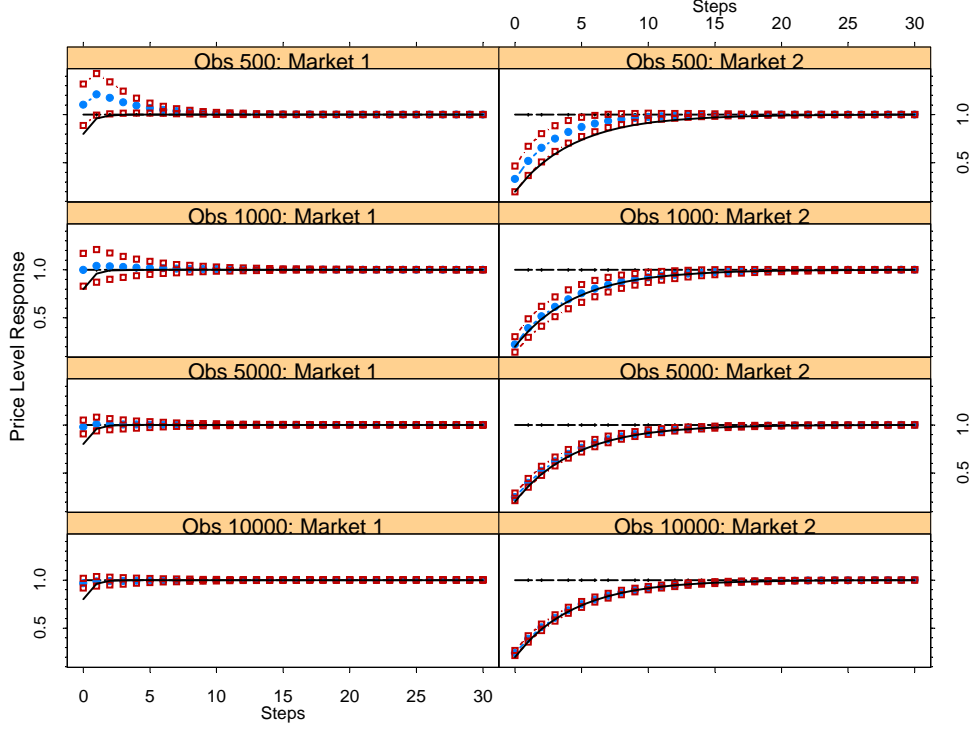 Steps
0 5 10 15 20 25 30
Obs 500: Market 1
Obs 500: Market 2
1.0
0.5
Obs 1000: Market 1
Obs 1000: Market 2
1.0
0.5
Price Level Response
Obs 5000: Market 1
Obs 5000: Market 2
1.0
0.5
Obs 10000: Market 1
Obs 10000: Market 2
1.0
0.5
0 5 10 15 20 25 30
Steps